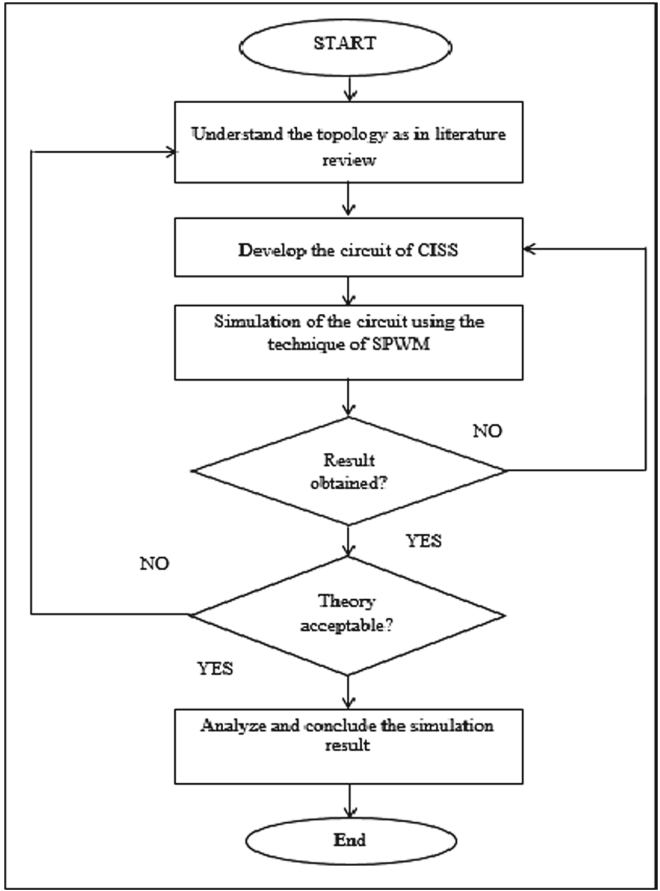 START
Understand the topology as in literature
review
Develop the circuit of CISS
Simulation of the circuit using the
technique of SPWM
NO
Result
obtained?
YES
NO
Theory
acceptable?
YES
Analyze and conclude the simulation
result
End